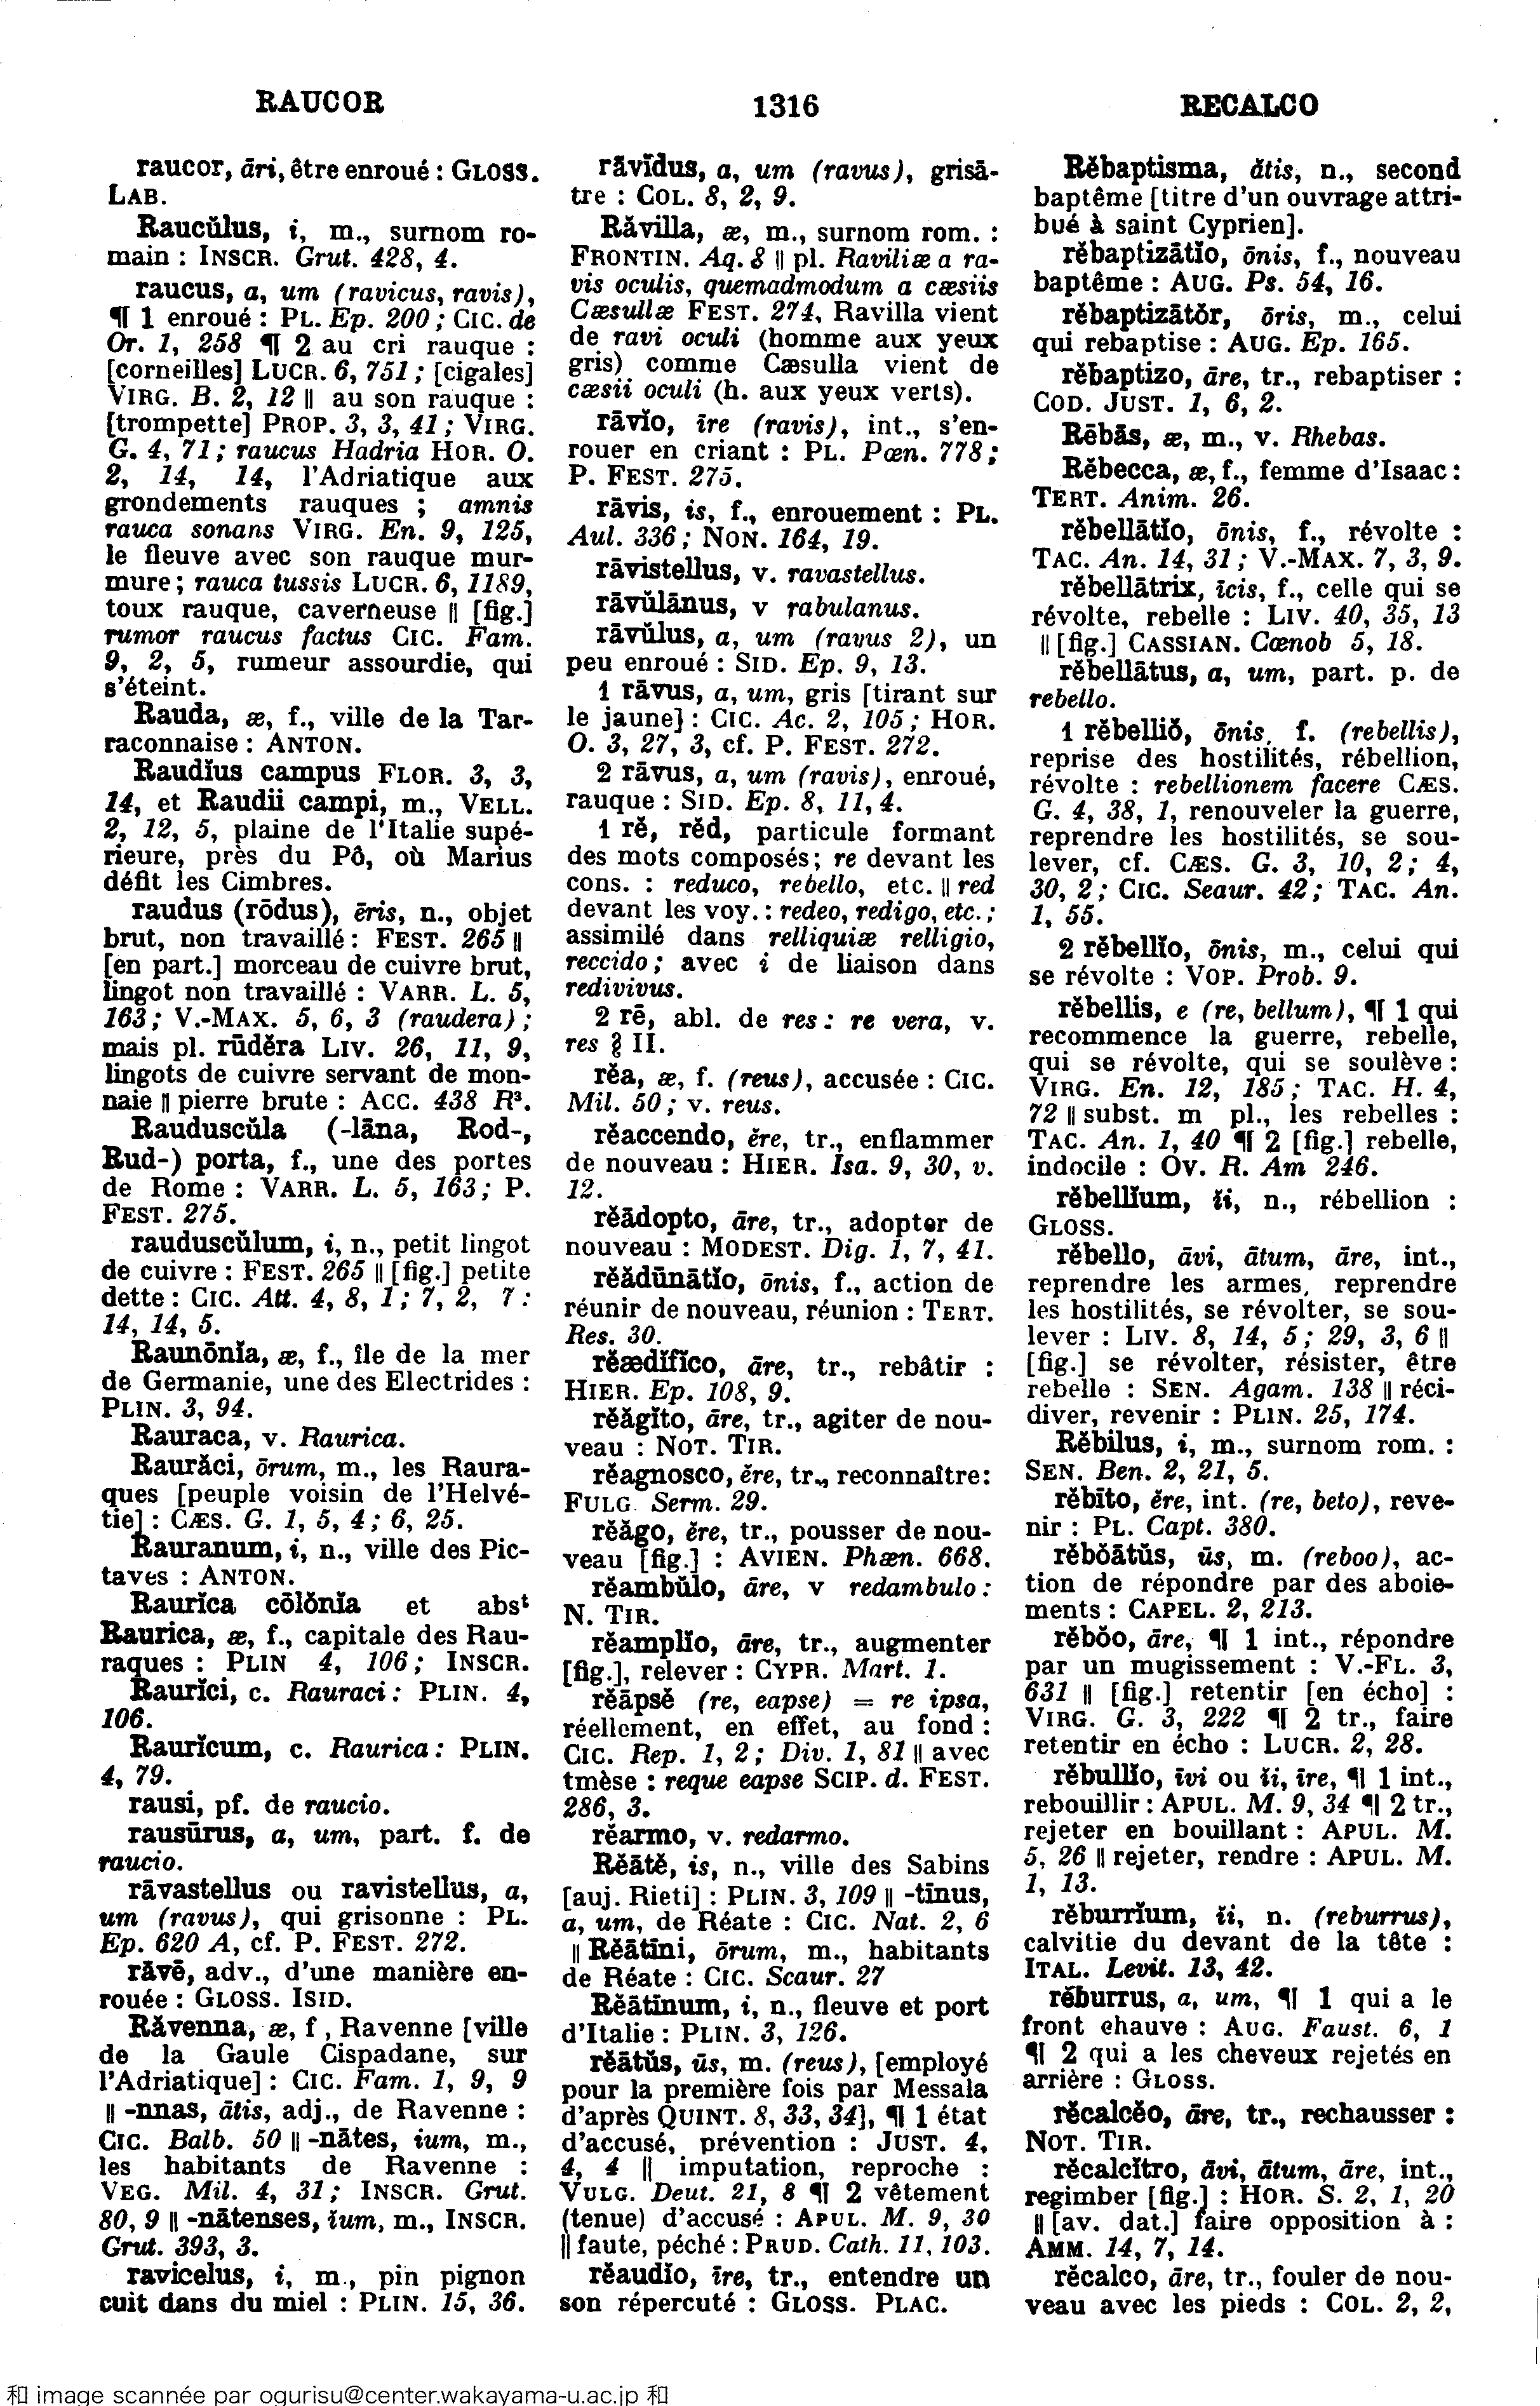 RAUCOR
1316
RECALCO
raucor, āri, être enroué : GLOSS.
LAB.
Raucŭlus, i, m., surnom ro-
main : INSCR. Grut. 428, 4.
raucus, a, um (ravicus, ravis),
¶ 1 enroué : PL. Ep. 200 ; CIC. de
Or. 1, 258 ¶ 2 au cri rauque :
[corneilles] LUCR. 6, 751 ; [cigales]
VIRG. B. 2, 12 || au son rauque :
[trompette] PROP. 3, 3, 41 ; VIRG.
G. 4, 71 ; raucus Hadria HOR. O.
2, 14, 14, l'Adriatique aux
grondements rauques ; amnis
rauca sonans VIRG. En. 9, 125,
le fleuve avec son rauque mur-
mure ; rauca tussis LUCR. 6, 1189,
toux rauque, caverneuse || [fig.]
rumor raucus factus CIC. Fam.
9, 2, 5, rumeur assourdie, qui
s'éteint.
Rauda, æ, f., ville de la Tar-
raconnaise : ANTON.
Raudĭus campus FLOR. 3, 3,
14, et Raudii campi, m., VELL.
2, 12, 5, plaine de l'Italie supé-
rieure, près du Pô, où Marius
défit les Cimbres.
raudus (rōdus), ĕris, n., objet
brut, non travaillé : FEST. 265 ||
[en part.] morceau de cuivre brut,
lingot non travaillé : VARR. L. 5,
163 ; V.-MAX. 5, 6, 3 (raudera) ;
mais pl. rūdĕra LIV. 26, 11, 9,
lingots de cuivre servant de mon-
naie || pierre brute : ACC. 438 R³.
Rauduscŭla (-lāna, Rod-,
Rud-) porta, f., une des portes
de Rome : VARR. L. 5, 163 ; P.
FEST. 275.
rauduscŭlum, i, n., petit lingot
de cuivre : FEST. 265 || [fig.] petite
dette : CIC. Att. 4, 8, 1 ; 7, 2, 7 :
14, 14, 5.
Raunōnĭa, æ, f., île de la mer
de Germanie, une des Electrides :
PLIN. 3, 94.
Rauraca, v. Raurica.
Raurăci, ōrum, m., les Raura-
ques [peuple voisin de l'Helvé-
tie] : CÆS. G. 1, 5, 4 ; 6, 25.
Rauranum, i, n., ville des Pic-
taves : ANTON.
Raurĭca cŏlŏnĭa et abst
Raurica, æ, f., capitale des Rau-
raques : PLIN 4, 106 ; INSCR.
Raurĭci, c. Rauraci : PLIN. 4,
106.
Raurĭcum, c. Raurica : PLIN.
4, 79.
rausi, pf. de raucio.
rausūrus, a, um, part. f. de
raucio.
rāvastellus ou ravistellus, a,
um (ravus), qui grisonne : PL.
Ep. 620 A, cf. P. FEST. 272.
rāvē, adv., d'une manière en-
rouée : GLOSS. ISID.
Răvenna, æ, f , Ravenne [ville
de la Gaule Cispadane, sur
l'Adriatique] : CIC. Fam. 1, 9, 9
|| -nnas, ātis, adj., de Ravenne :
CIC. Balb. 50 || -nātes, ium, m.,
les habitants de Ravenne :
VEG. Mil. 4, 31 ; INSCR. Grut.
80, 9 || -nātenses, ĭum, m., INSCR.
Grut. 393, 3.
ravicelus, i, m., pin pignon
cuit dans du miel : PLIN. 15, 36.
rāvĭdus, a, um (ravus), grisâ-
tre : COL. 8, 2, 9.
Răvilla, æ, m., surnom rom. :
FRONTIN. Aq. 8 || pl. Raviliæ a ra-
vis oculis, quemadmodum a cæsiis
Cæsullæ FEST. 274, Ravilla vient
de ravi oculi (homme aux yeux
gris) comme Cæsulla vient de
cæsii oculi (h. aux yeux verts).
rāvĭo, īre (ravis), int., s'en-
rouer en criant : PL. Pœn. 778 ;
P. FEST. 275.
rāvis, is, f., enrouement : PL.
Aul. 336 ; NON. 164, 19.
rāvistellus, v. ravastellus.
rāvŭlānus, v rabulanus.
rāvŭlus, a, um (ravus 2), un
peu enroué : SID. Ep. 9, 13.
1 rāvus, a, um, gris [tirant sur
le jaune] : CIC. Ac. 2, 105 ; HOR.
O. 3, 27, 3, cf. P. FEST. 272.
2 rāvus, a, um (ravis), enroué,
rauque : SID. Ep. 8, 11, 4.
1 rĕ, rĕd, particule formant
des mots composés ; re devant les
cons. : reduco, rebello, etc. || red
devant les voy. : redeo, redigo, etc. ;
assimilé dans relliquiæ relligio,
reccido ; avec i de liaison dans
redivivus.
2 rē, abl. de res : re vera, v.
res § II.
rĕa, æ, f. (reus), accusée : CIC.
Mil. 50 ; v. reus.
rĕaccendo, ĕre, tr., enflammer
de nouveau : HIER. Isa. 9, 30, v.
12.
rĕădopto, āre, tr., adopter de
nouveau : MODEST. Dig. 1, 7, 41.
rĕădūnātĭo, ōnis, f., action de
réunir de nouveau, réunion : TERT.
Res. 30.
rĕædĭfĭco, āre, tr., rebâtir :
HIER. Ep. 108, 9.
rĕăgĭto, āre, tr., agiter de nou-
veau : NOT. TIR.
rĕagnosco, ĕre, tr., reconnaître :
FULG Serm. 29.
rĕăgo, ĕre, tr., pousser de nou-
veau [fig.] : AVIEN. Phæn. 668.
rĕambŭlo, āre, v redambulo :
N. TIR.
rĕamplĭo, āre, tr., augmenter
[fig.], relever : CYPR. Mart. 1.
rĕāpsĕ (re, eapse) = re ipsa,
réellement, en effet, au fond :
CIC. Rep. 1, 2 ; Div. 1, 81 || avec
tmèse : reque eapse SCIP. d. FEST.
286, 3.
rĕarmo, v. redarmo.
Rĕātĕ, is, n., ville des Sabins
[auj. Rieti] : PLIN. 3, 109 || -tīnus,
a, um, de Réate : CIC. Nat. 2, 6
|| Rĕātīni, ōrum, m., habitants
de Réate : CIC. Scaur. 27
Rĕātīnum, i, n., fleuve et port
d'Italie : PLIN. 3, 126.
rĕātŭs, ūs, m. (reus), [employé
pour la première fois par Messala
d'après QUINT. 8, 33, 34], ¶ 1 état
d'accusé, prévention : JUST. 4,
4, 4 || imputation, reproche :
VULG. Deut. 21, 8 ¶ 2 vêtement
(tenue) d'accusé : APUL. M. 9, 30
|| faute, péché : PRUD. Cath. 11, 103.
rĕaudĭo, īre, tr., entendre un
son répercuté : GLOSS. PLAC.
Rĕbaptisma, ătis, n., second
baptême [titre d'un ouvrage attri-
bué à saint Cyprien].
rĕbaptizātĭo, ōnis, f., nouveau
baptême : AUG. Ps. 54, 16.
rĕbaptizātŏr, ōris, m., celui
qui rebaptise : AUG. Ep. 165.
rĕbaptizo, āre, tr., rebaptiser :
COD. JUST. 1, 6, 2.
Rēbās, æ, m., v. Rhebas.
Rĕbecca, æ, f., femme d'Isaac :
TERT. Anim. 26.
rĕbellātĭo, ōnis, f., révolte :
TAC. An. 14, 31 ; V.-MAX. 7, 3, 9.
rĕbellātrix, īcis, f., celle qui se
révolte, rebelle : LIV. 40, 35, 13
|| [fig.] CASSIAN. Cœnob 5, 18.
rĕbellātus, a, um, part. p. de
rebello.
1 rĕbellĭŏ, ōnis, f. (rebellis),
reprise des hostilités, rébellion,
révolte : rebellionem facere CÆS.
G. 4, 38, 1, renouveler la guerre,
reprendre les hostilités, se sou-
lever, cf. CÆS. G. 3, 10, 2 ; 4,
30, 2 ; CIC. Seaur. 42 ; TAC. An.
1, 55.
2 rĕbellĭo, ōnis, m., celui qui
se révolte : VOP. Prob. 9.
rĕbellis, e (re, bellum), ¶ 1 qui
recommence la guerre, rebelle,
qui se révolte, qui se soulève :
VIRG. En. 12, 185 ; TAC. H. 4,
72 || subst. m pl., les rebelles :
TAC. An. 1, 40 ¶ 2 [fig.] rebelle,
indocile : OV. R. Am 246.
rĕbellĭum, ĭi, n., rébellion :
GLOSS.
rĕbello, āvi, ātum, āre, int.,
reprendre les armes, reprendre
les hostilités, se révolter, se sou-
lever : LIV. 8, 14, 5 ; 29, 3, 6 ||
[fig.] se révolter, résister, être
rebelle : SEN. Agam. 138 || réci-
diver, revenir : PLIN. 25, 174.
Rĕbilus, i, m., surnom rom. :
SEN. Ben. 2, 21, 5.
rĕbīto, ĕre, int. (re, beto), reve-
nir : PL. Capt. 380.
rĕbŏātŭs, ūs, m. (reboo), ac-
tion de répondre par des aboie-
ments : CAPEL. 2, 213.
rĕbŏo, āre, ¶ 1 int., répondre
par un mugissement : V.-FL. 3,
631 || [fig.] retentir [en écho] :
VIRG. G. 3, 222 ¶ 2 tr., faire
retentir en écho : LUCR. 2, 28.
rĕbullĭo, īvi ou ĭi, īre, ¶ 1 int.,
rebouillir : APUL. M. 9, 34 ¶ 2 tr.,
rejeter en bouillant : APUL. M.
5, 26 || rejeter, rendre : APUL. M.
1, 13.
rĕburrĭum, ĭi, n. (reburrus),
calvitie du devant de la tête :
ITAL. Levit. 13, 42.
rĕburrus, a, um, ¶ 1 qui a le
front chauve : AUG. Faust. 6, 1
¶ 2 qui a les cheveux rejetés en
arrière : GLOSS.
rĕcalcĕo, āre, tr., rechausser :
NOT. TIR.
rĕcalcĭtro, āvi, ātum, āre, int.,
regimber [fig.] : HOR. S. 2, 1, 20
|| [av. dat.] faire opposition à :
AMM. 14, 7, 14.
rĕcalco, āre, tr., fouler de nou-
veau avec les pieds : COL. 2, 2,
和 image scannée par ogurisu@center.wakayama-u.ac.jp 和